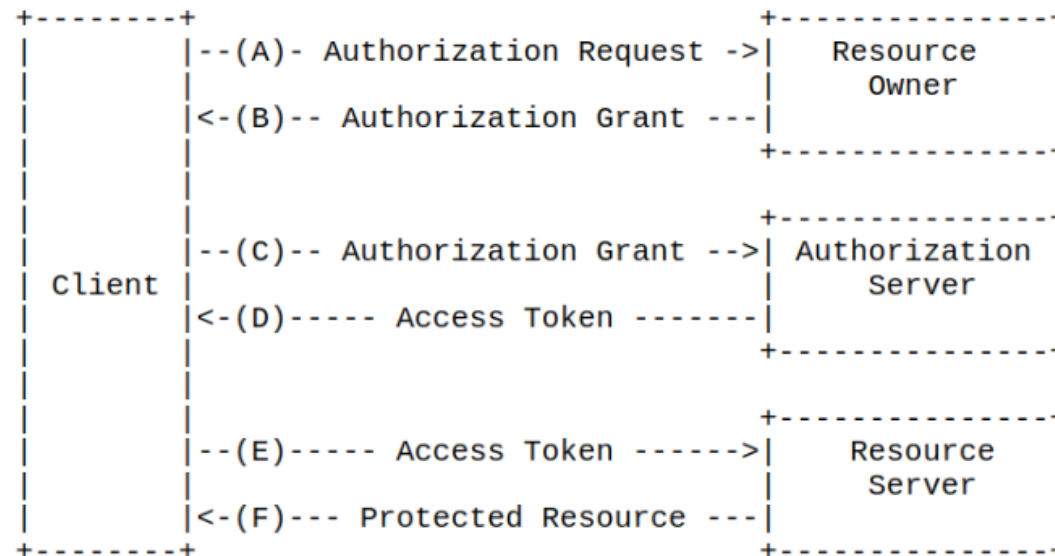 +--------+                               +---------------+
|        |--(A)- Authorization Request ->|   Resource
|        |                               |     Owner
|        |<-(B)-- Authorization Grant ---|
|        |                               +---------------+
|        |
|        |                               +---------------
|        |--(C)-- Authorization Grant -->| Authorization
| Client |                               |     Server
|        |<-(D)----- Access Token -------|
|        |                               +---------------
|        |
|        |                               +---------------
|        |--(E)----- Access Token ------>|    Resource
|        |                               |     Server
|        |<-(F)--- Protected Resource ---|
+--------+                               +---------------